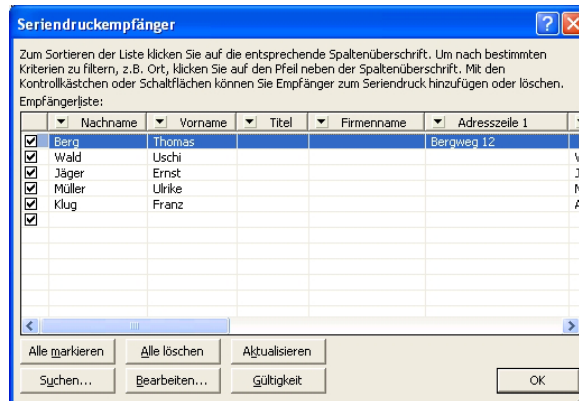 Seriendruckempfänger
Zum Sortieren der Liste klicken Sie auf die entsprechende Spaltenüberschrift. Um nach bestimmten
Kriterien zu filtern, z.B. Ort, klicken Sie auf den Pfeil neben der Spaltenüberschrift. Mit den
Kontrollkästchen oder Schaltflächen können Sie Empfänger zum Seriendruck hinzufügen oder löschen.
Empfängerliste:
Nachname Vorname Titel Firmenname Adresszeile 1
Berg Thomas Bergweg 12
Wald Uschi
Jäger Ernst
Müller Ulrike
Klug Franz
Alle markieren Alle löschen Aktualisieren
Suchen... Bearbeiten... Gültigkeit OK